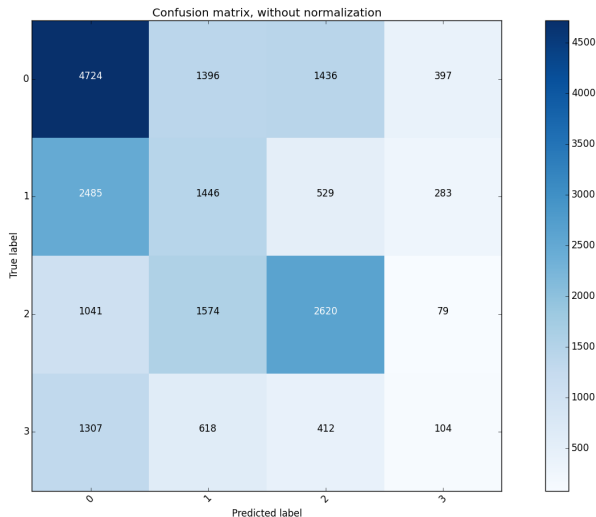 Confusion matrix, without normalization
0 4724 1396 1436 397
1 2485 1446 529 283
2 1041 1574 2620 79
3 1307 618 412 104
0 1 2 3
True label
Predicted label
4500
4000
3500
3000
2500
2000
1500
1000
500